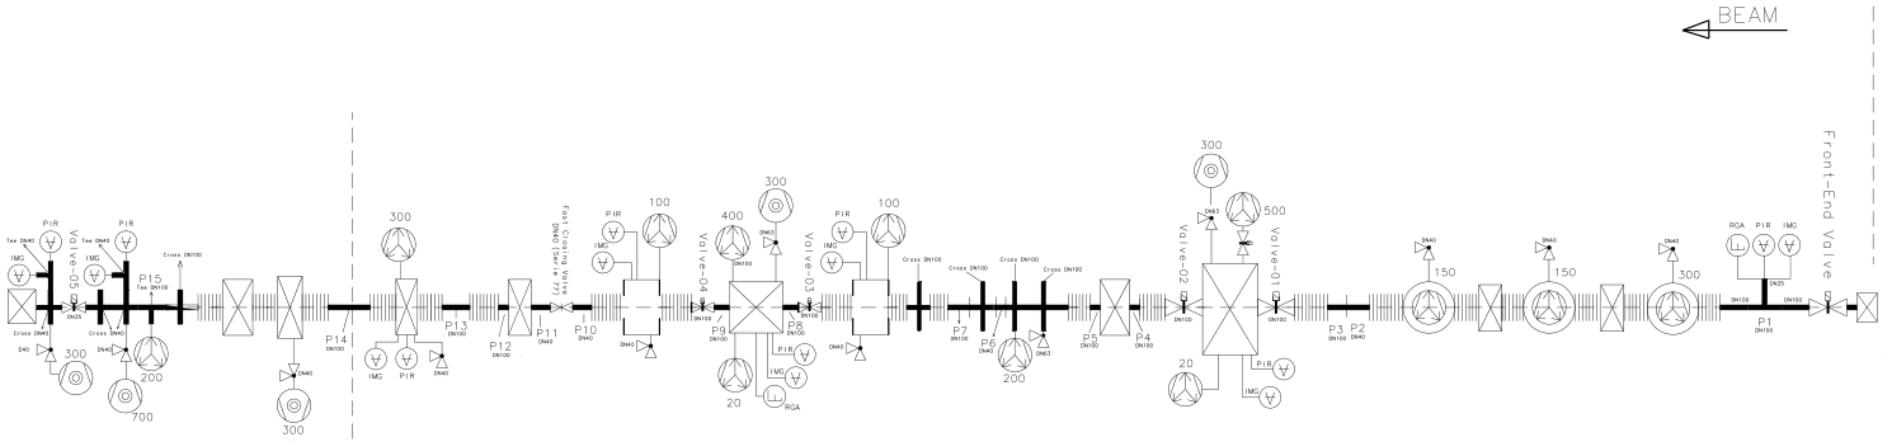 BEAM
PIR
Tee DN40
IMG
Valve-05
DN35
Cross DN40
D40
300
PIR
Tee DN40
IMG
Cross DN40
DN40
700
P15
Tee DN100
200
Cross DN100
DN40
300
P14
DN100
300
IMG
PIR
DN40
P13
DN100
P12
DN100
P11
DN40
Fast Closing Valve
DN40 (Serie 77)
P10
DN40
PIR
IMG
100
DN40
Valve-04
DN100
P9
DN100
400
DN150
300
DN63
20
PIR
IMG
RGA
P8
DN100
Valve-03
DN100
PIR
IMG
100
DN40
Cross DN100
P7
DN100
Cross DN100
P6
DN40
Cross DN100
200
Cross DN100
DN63
P5
DN100
P4
DN100
Valve-02
DN100
300
DN63
500
20
PIR
IMG
Valve-01
DN100
P3
DN100
P2
DN40
DN40
150
DN40
150
DN40
300
RGA
PIR
IMG
DN35
DN100
DN100
P1
DN100
Front-End Valve
DN100